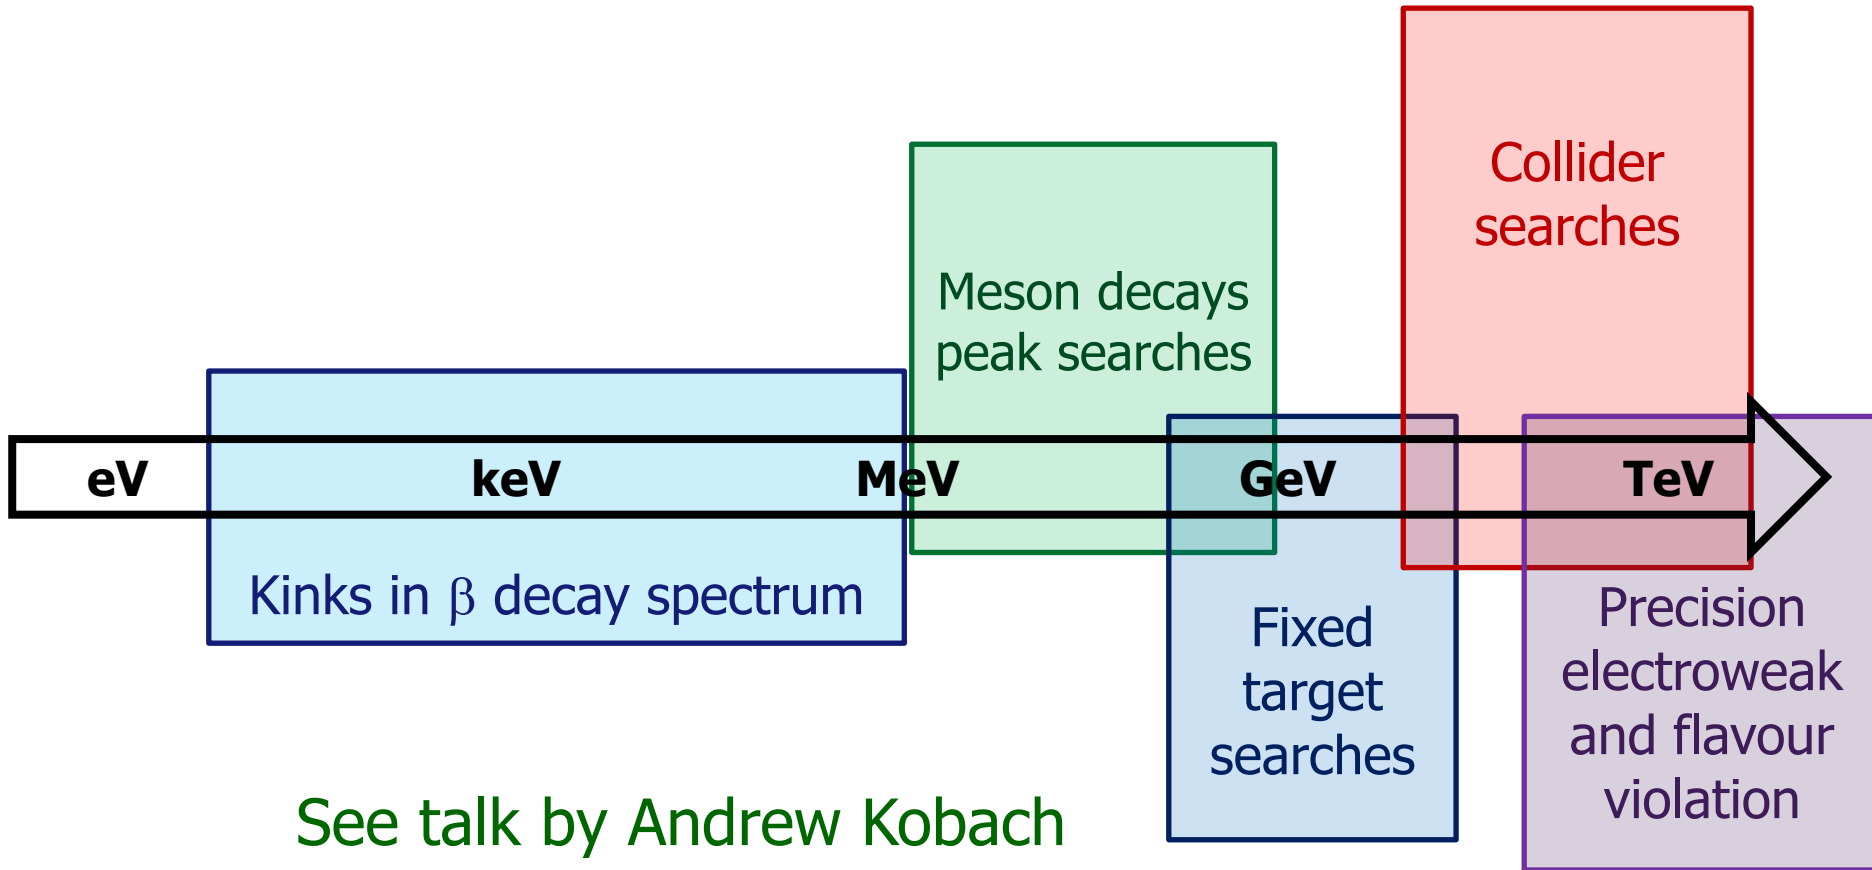 Collider
searches
Meson decays
peak searches
eV
keV
MeV
GeV
TeV
Kinks in β decay spectrum
Fixed
target
searches
Precision
electroweak
and flavour
violation
See talk by Andrew Kobach